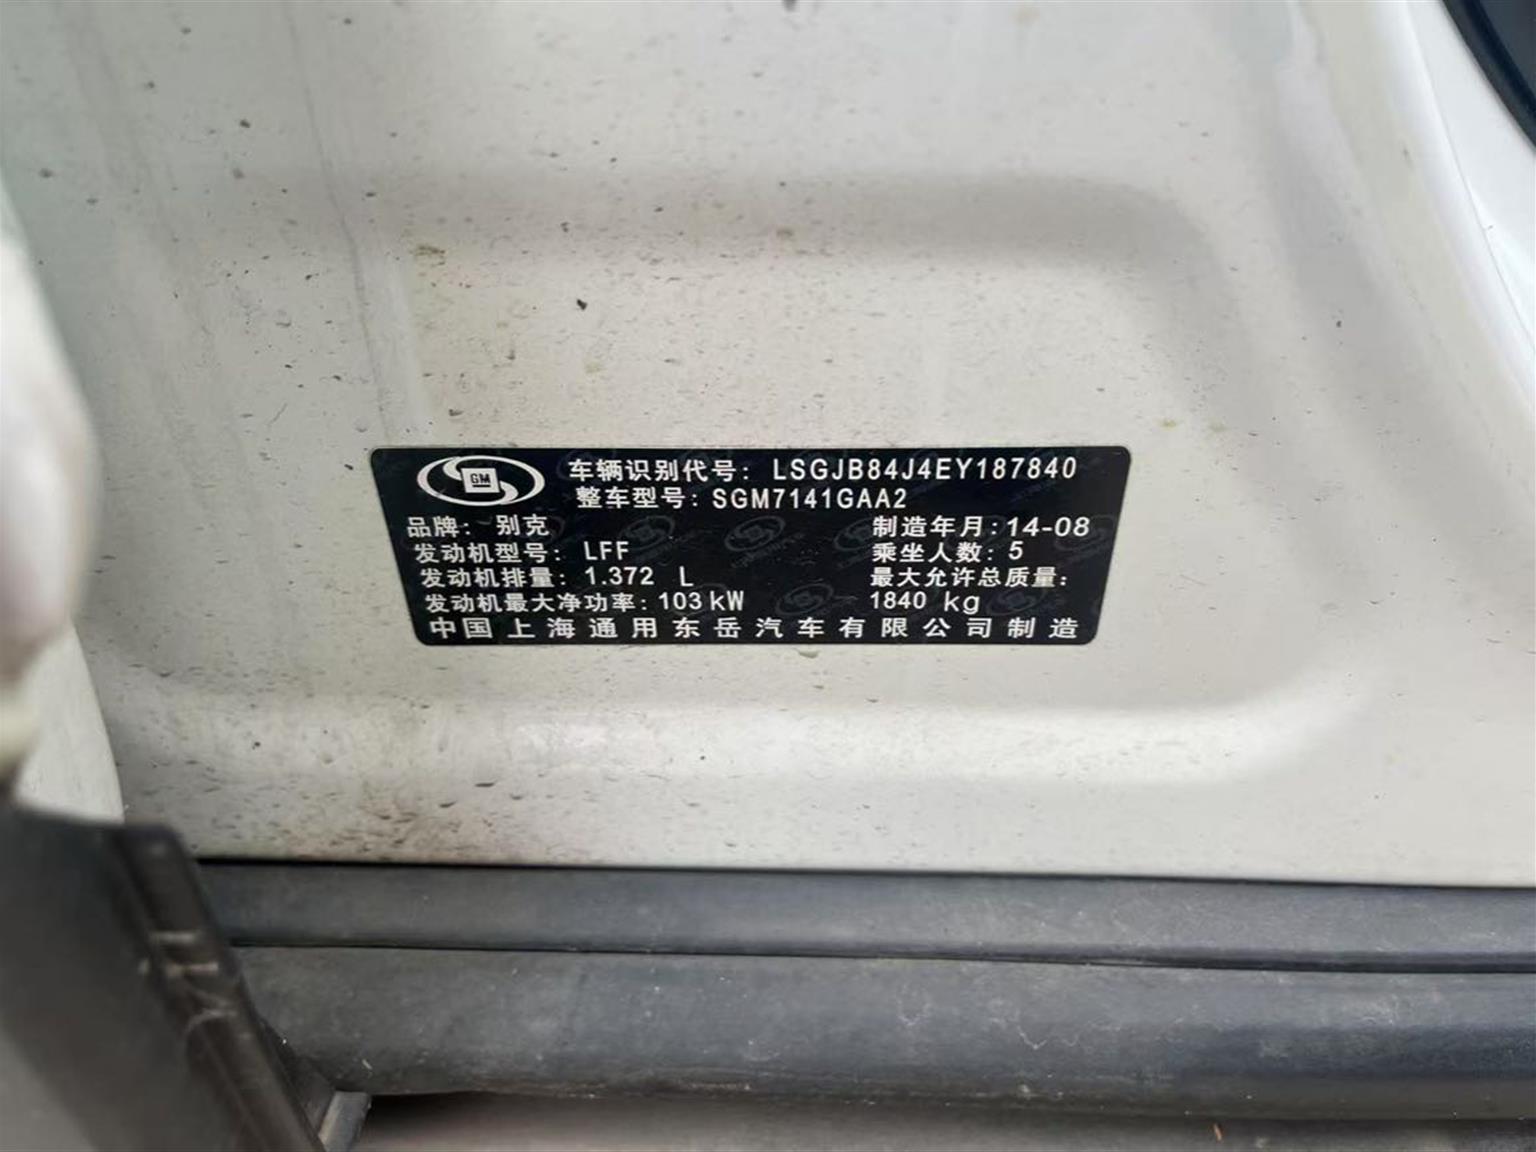 GM
车辆识别代号: LSGJB84J4EY187840
整车型号: SGM7141GAA2
品牌: 别克 制造年月: 14-08
发动机型号: LFF 乘坐人数: 5
发动机排量: 1.372 L 最大允许总质量:
发动机最大净功率: 103 kW 1840 kg
中国上海通用东岳汽车有限公司制造